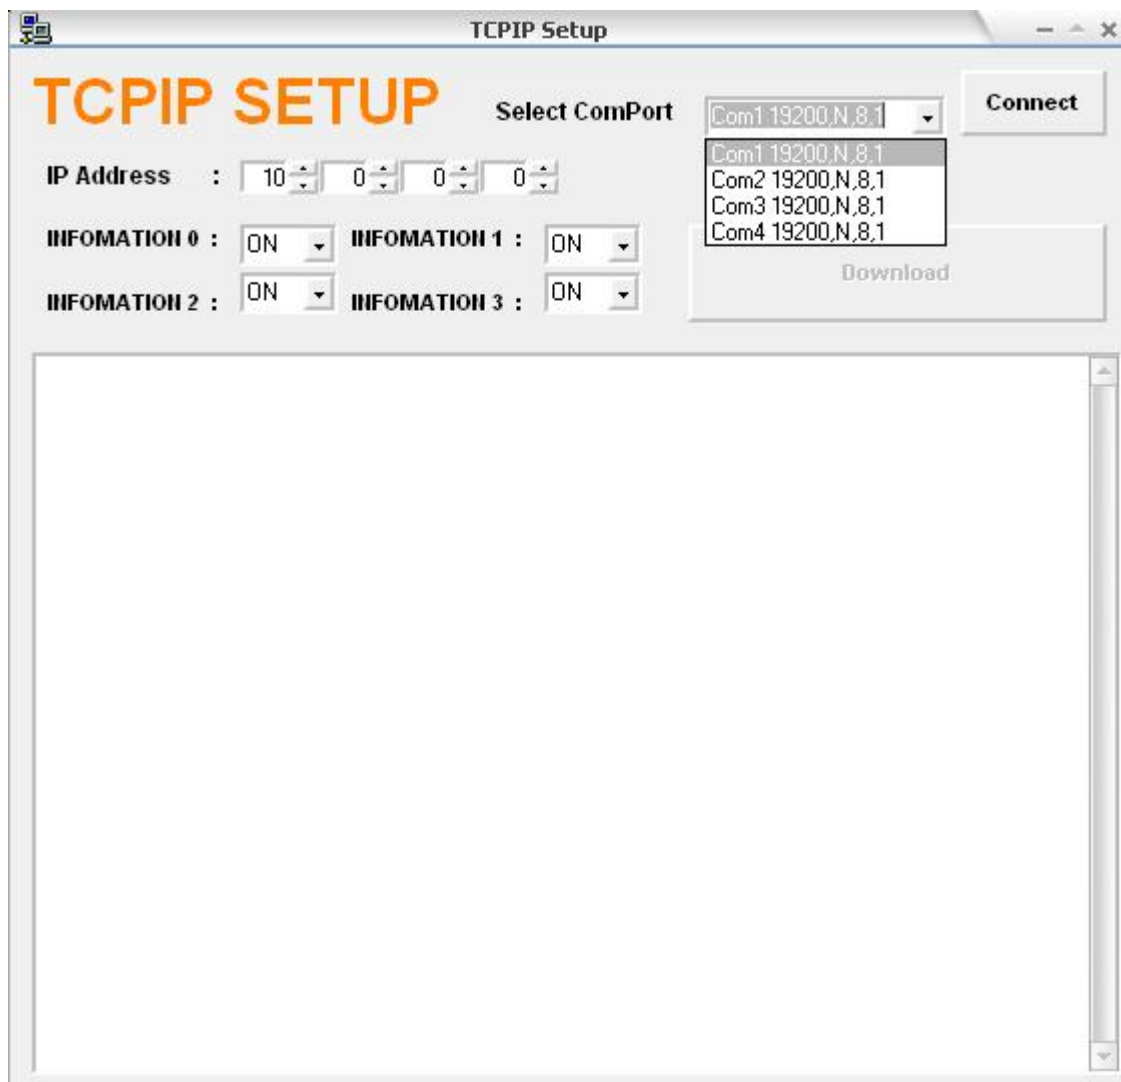 TCPIP Setup
TCPIP SETUP
Select ComPort
Com1 19200,N,8,1
Connect
Com1 19200,N,8,1
Com2 19200,N,8,1
Com3 19200,N,8,1
Com4 19200,N,8,1
IP Address : 10 0 0 0
INFOMATION 0 : ON INFOMATION 1 : ON
Download
INFOMATION 2 : ON INFOMATION 3 : ON